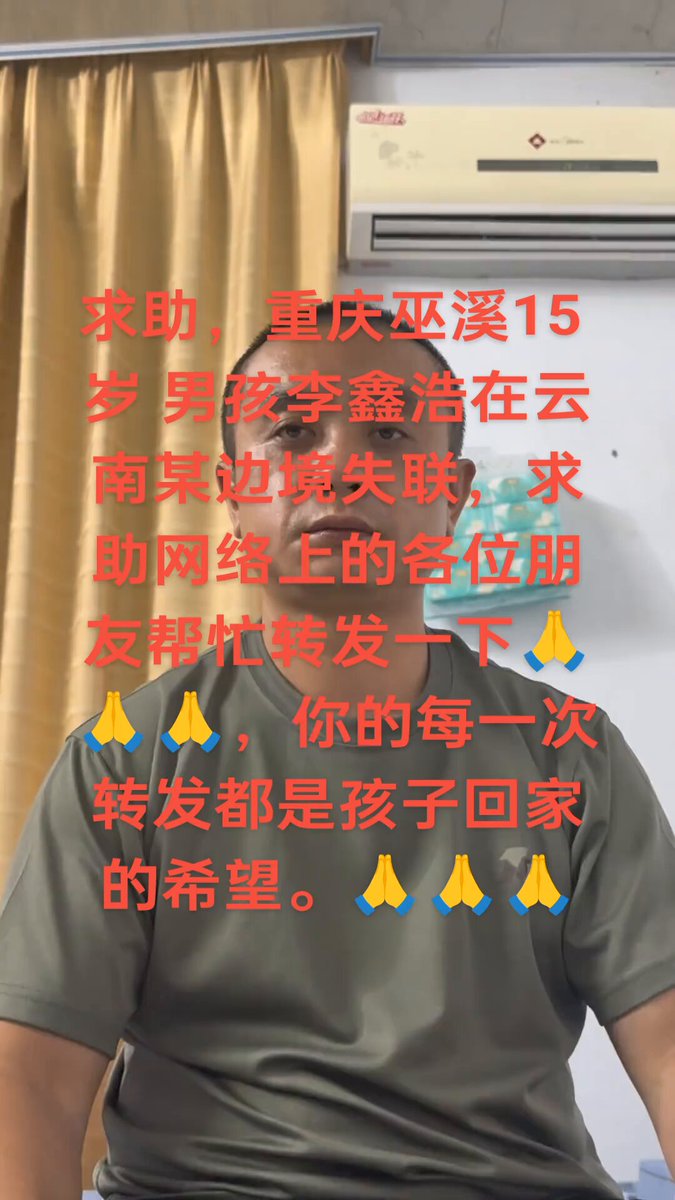 求助，重庆巫溪15
岁 男孩李鑫浩在云
南某边境失联，求
助网络上的各位朋
友帮忙转发一下🙏
🙏🙏，你的每一次
转发都是孩子回家
的希望。🙏🙏🙏